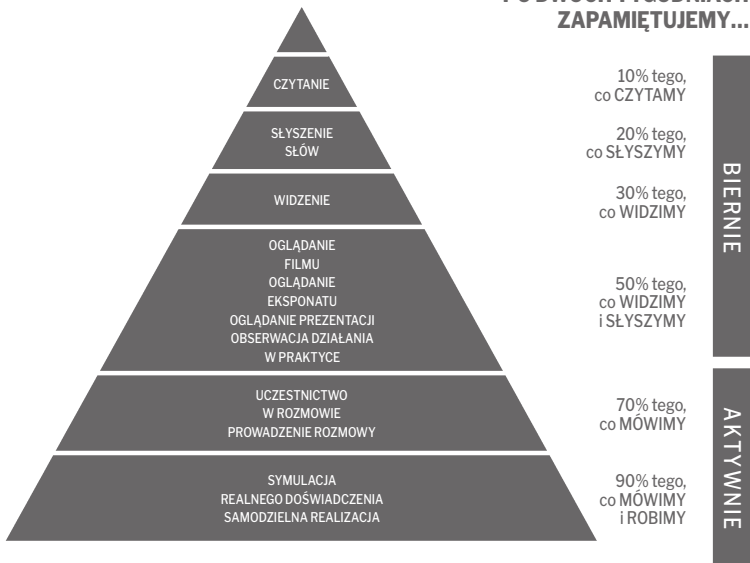 ZAPAMIĘTUJEMY...
CZYTANIE
10% tego,
co CZYTAMY
SŁYSZENIE
SŁÓW
20% tego,
co SŁYSZYMY
WIDZENIE
30% tego,
co WIDZIMY
OGLĄDANIE
FILMU
OGLĄDANIE
EKSPONATU
OGLĄDANIE PREZENTACJI
OBSERWACJA DZIAŁANIA
W PRAKTYCE
50% tego,
co WIDZIMY
i SŁYSZYMY
BIERNIE
UCZESTNICTWO
W ROZMOWIE
PROWADZENIE ROZMOWY
70% tego,
co MÓWIMY
SYMULACJA
REALNEGO DOŚWIADCZENIA
SAMODZIELNA REALIZACJA
90% tego,
co MÓWIMY
i ROBIMY
AKTYWNIE